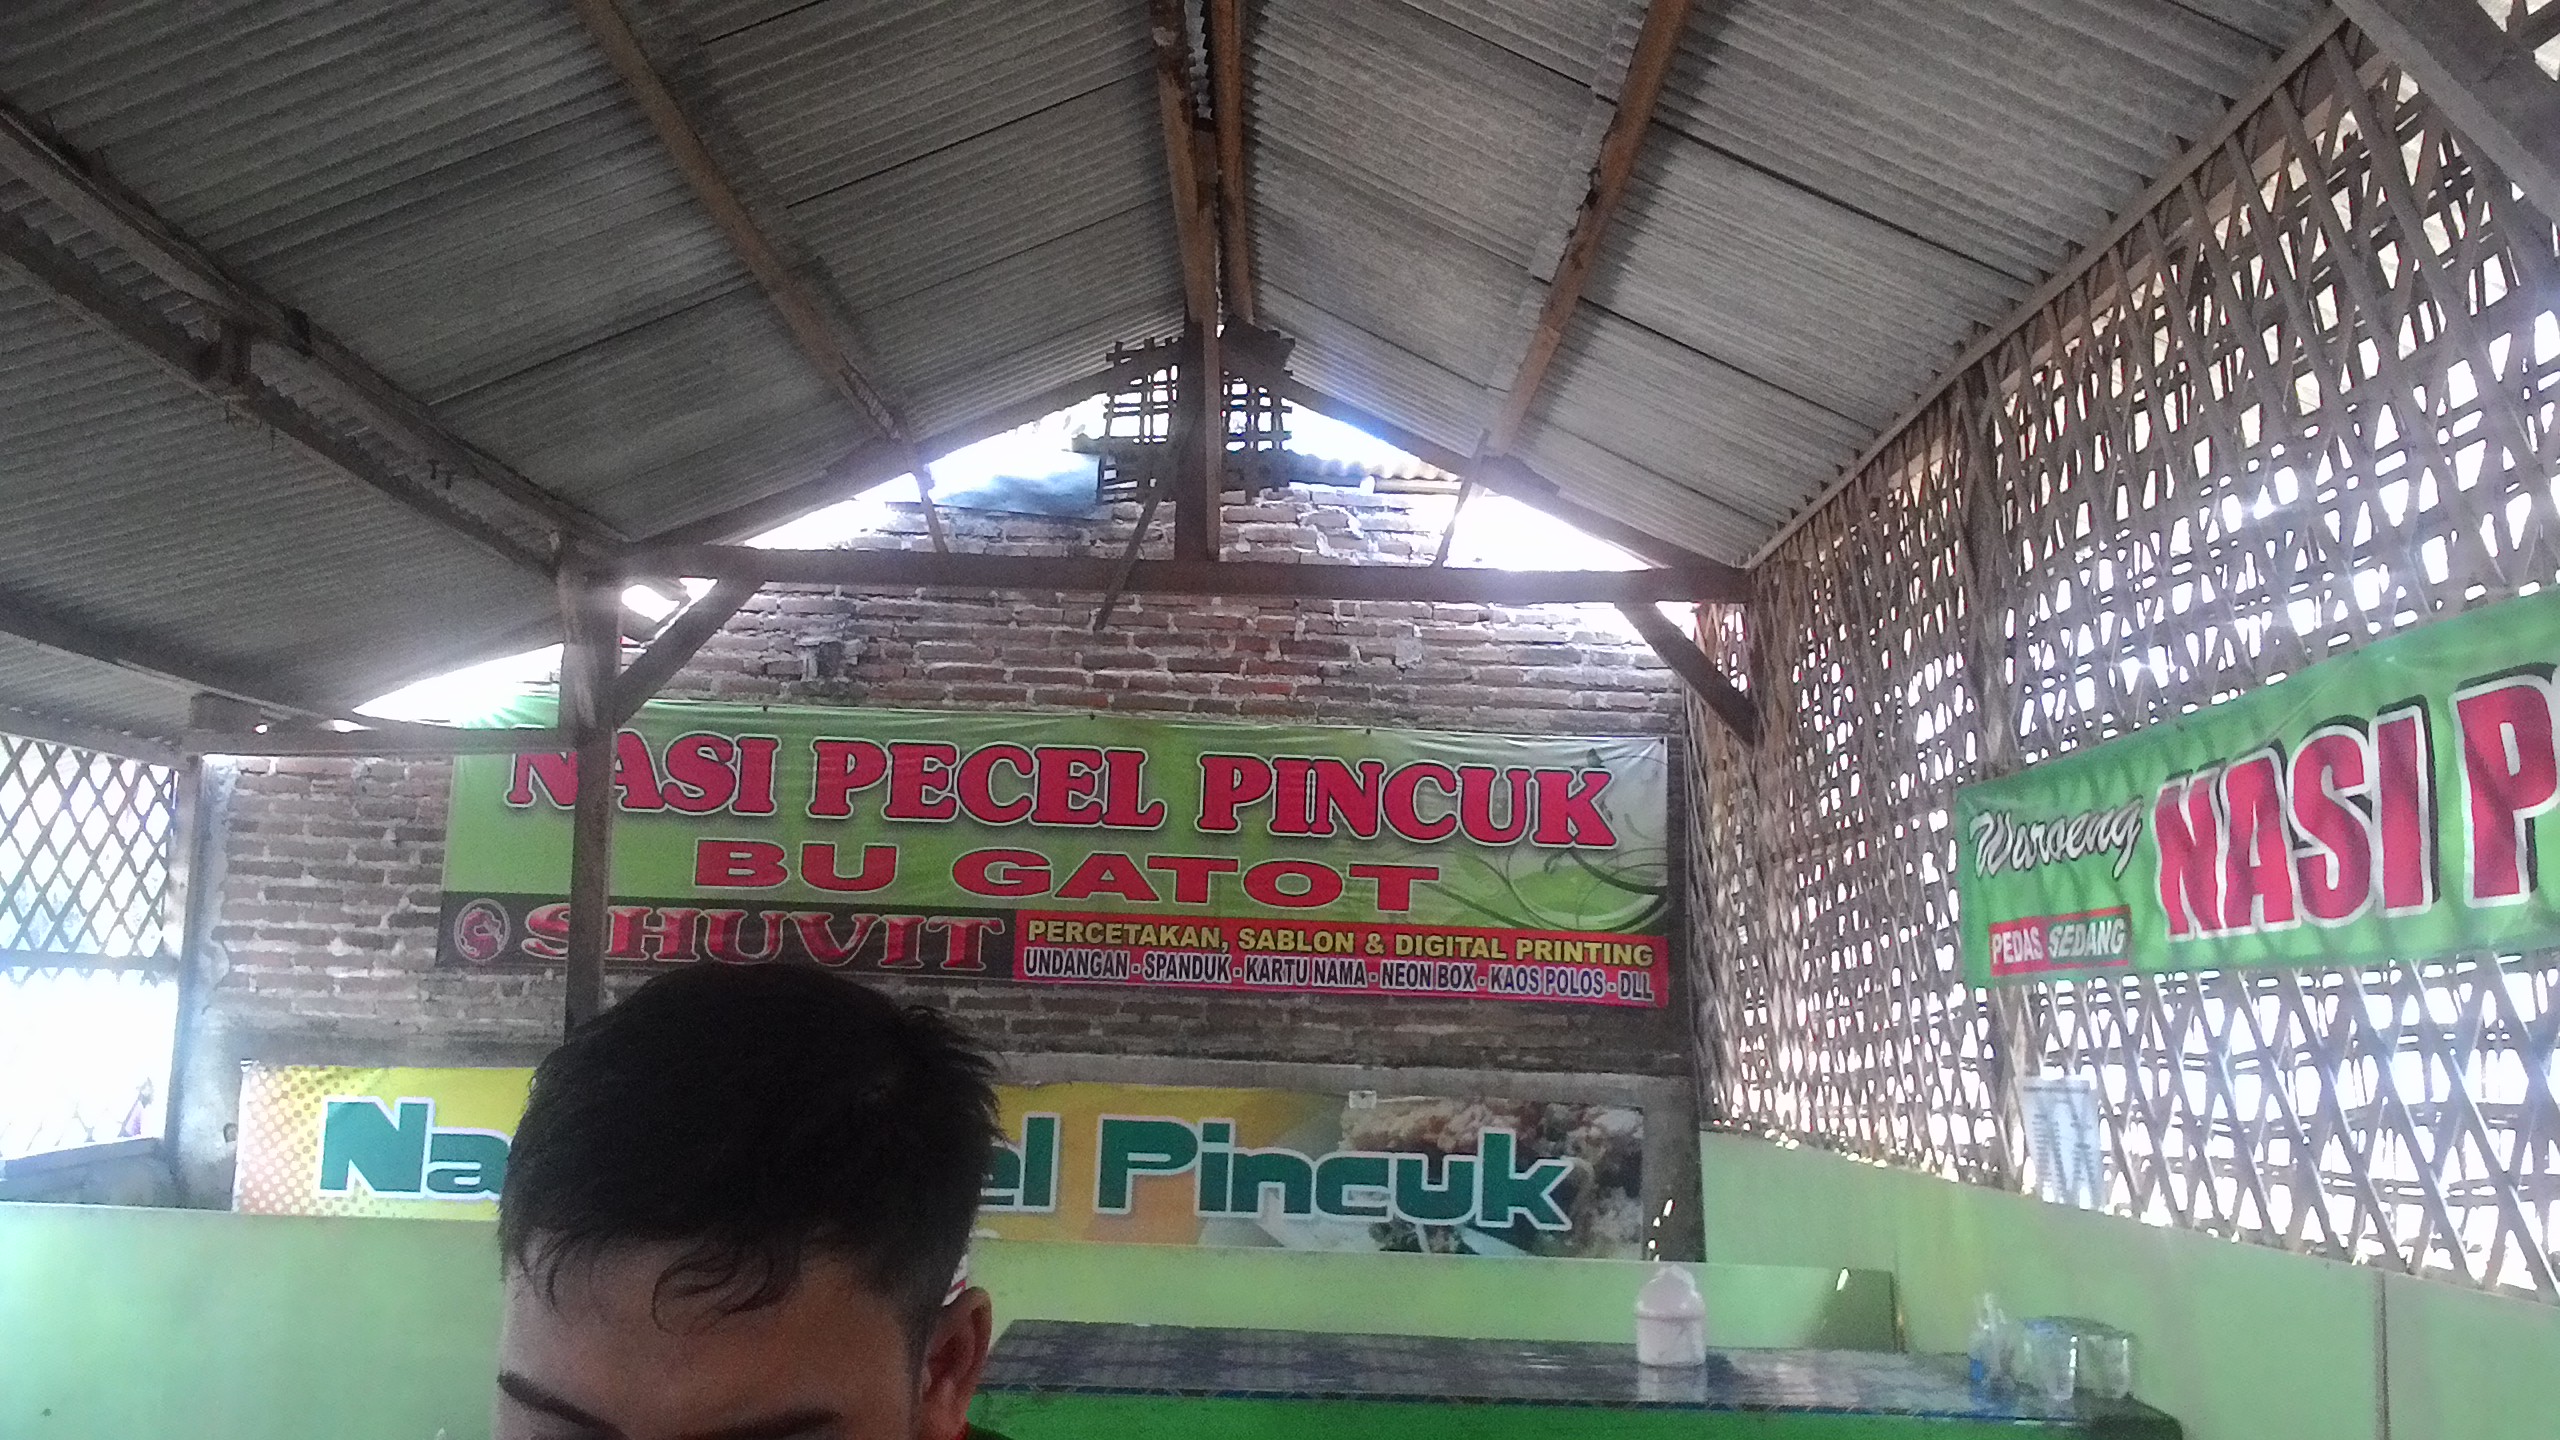 NASI PECEL PINCUK
BU GATOT
SHUVIT
PERCETAKAN, SABLON & DIGITAL PRINTING
UNDANGAN - SPANDUK - KARTU NAMA - NEON BOX - KAOS POLOS - DLL
Waroeng
NASI P
PEDAS SEDANG
Na el Pincuk